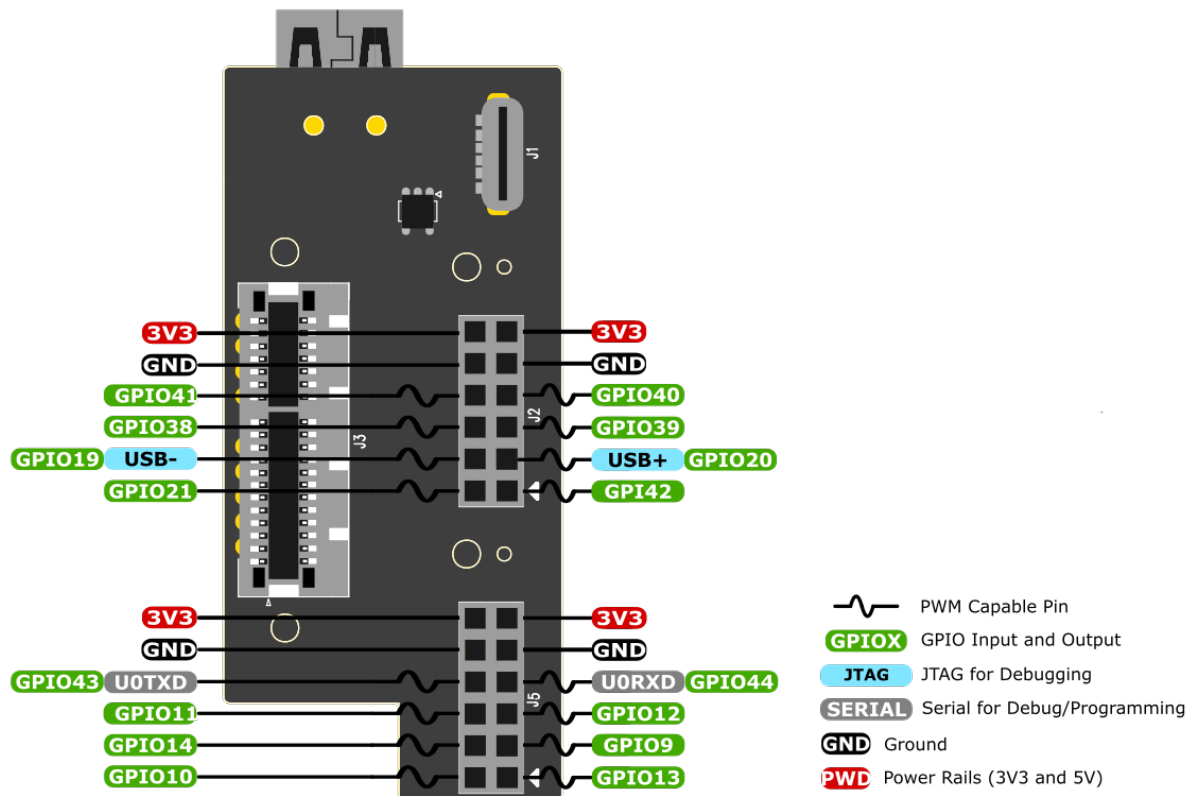 J1
3V3 3V3
GND GND
GPIO41 GPIO40
J2
GPIO38 GPIO39
J3
GPIO19 USB- USB+ GPIO20
GPIO21 GPI42
3V3 3V3
GND GND
GPIO43 U0TXD U0RXD GPIO44
J5
GPIO11 GPIO12
GPIO14 GPIO9
GPIO10 GPIO13
PWM Capable Pin
GPIOX GPIO Input and Output
JTAG JTAG for Debugging
SERIAL Serial for Debug/Programming
GND Ground
PWD Power Rails (3V3 and 5V)